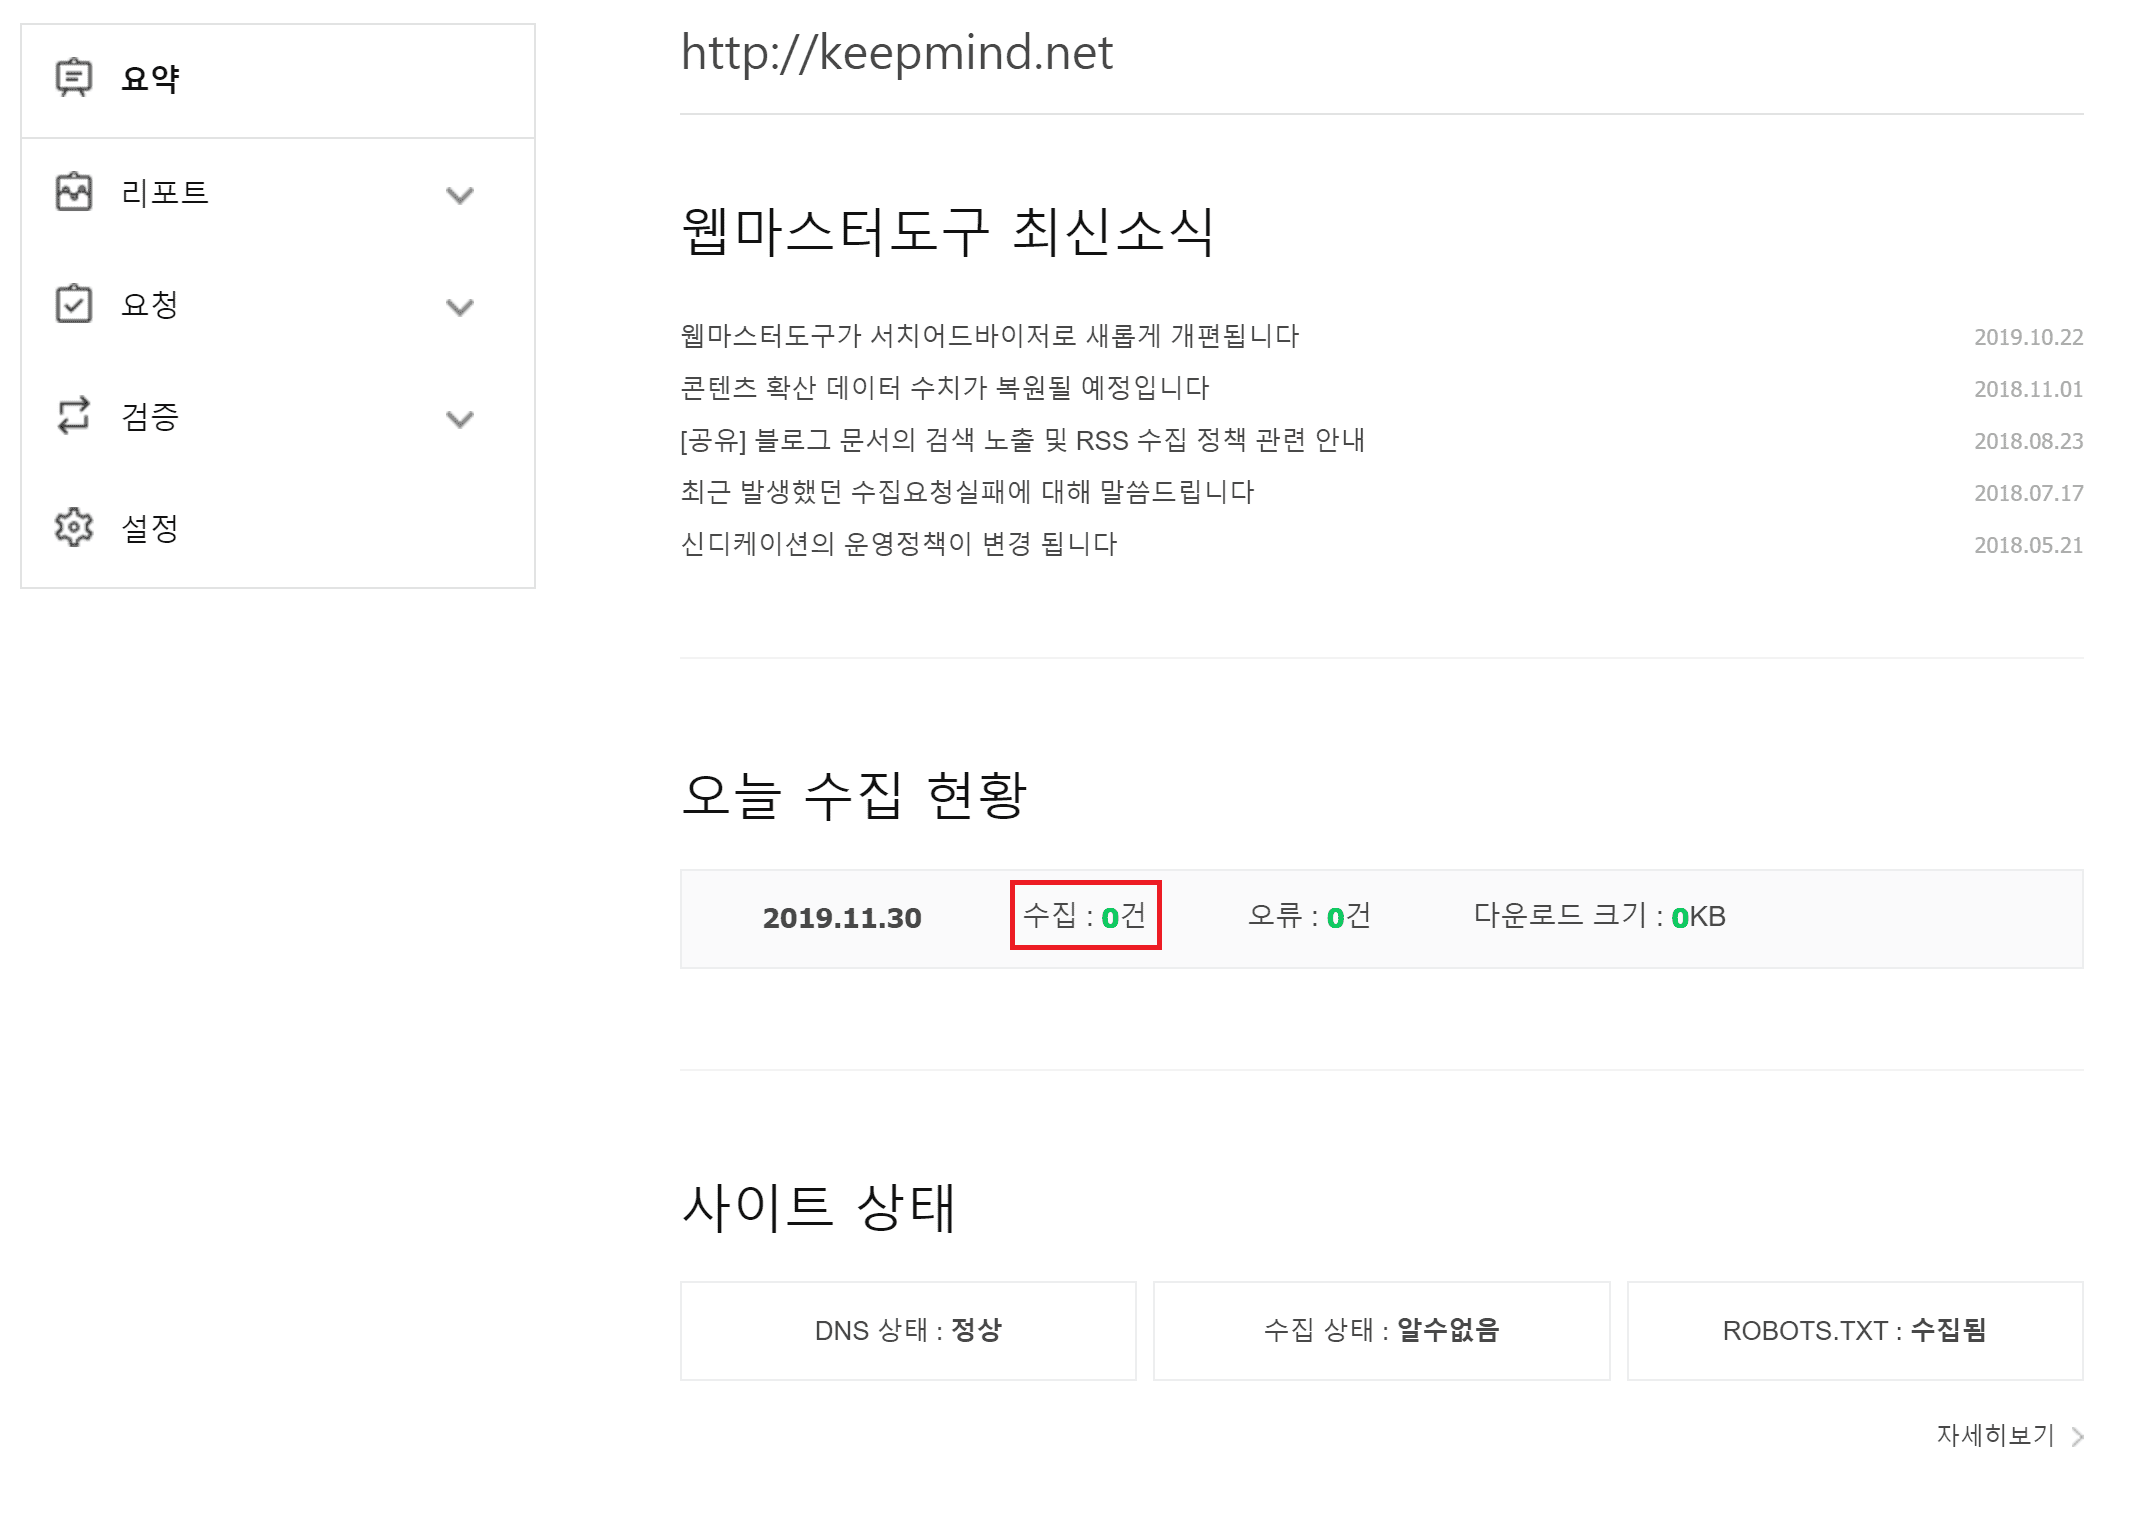 요약
리포트
요청
검증
설정
http://keepmind.net
웹마스터도구 최신소식
웹마스터도구가 서치어드바이저로 새롭게 개편됩니다 2019.10.22
콘텐츠 확산 데이터 수치가 복원될 예정입니다 2018.11.01
[공유] 블로그 문서의 검색 노출 및 RSS 수집 정책 관련 안내 2018.08.23
최근 발생했던 수집요청실패에 대해 말씀드립니다 2018.07.17
신디케이션의 운영정책이 변경 됩니다 2018.05.21
오늘 수집 현황
2019.11.30 수집 : 0건 오류 : 0건 다운로드 크기 : 0KB
사이트 상태
DNS 상태 : 정상 수집 상태 : 알수없음 ROBOTS.TXT : 수집됨
자세히보기